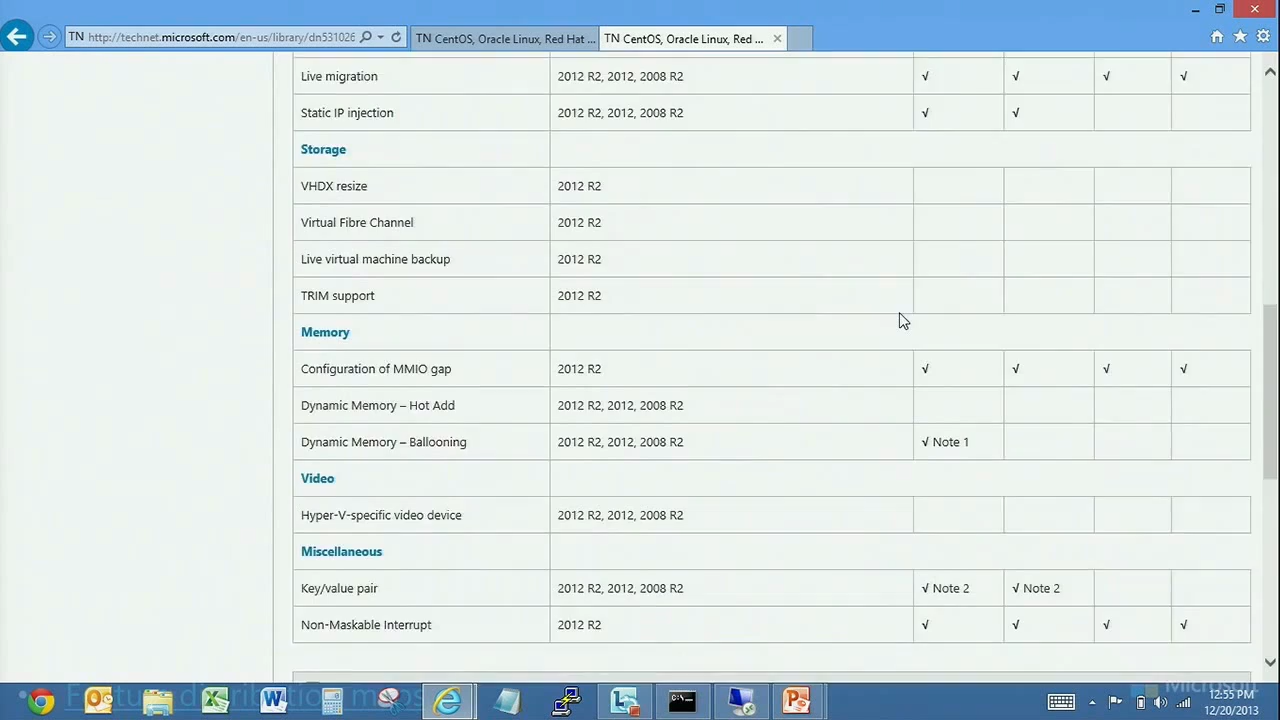 TN http://technet.microsoft.com/en-us/library/dn531026
TN CentOS, Oracle Linux, Red Hat ...
TN CentOS, Oracle Linux, Red ...
Live migration 2012 R2, 2012, 2008 R2 √ √ √ √
Static IP injection 2012 R2, 2012, 2008 R2 √ √
Storage
VHDX resize 2012 R2
Virtual Fibre Channel 2012 R2
Live virtual machine backup 2012 R2
TRIM support 2012 R2
Memory
Configuration of MMIO gap 2012 R2 √ √ √ √
Dynamic Memory – Hot Add 2012 R2, 2012, 2008 R2
Dynamic Memory – Ballooning 2012 R2, 2012, 2008 R2 √ Note 1
Video
Hyper-V-specific video device 2012 R2, 2012, 2008 R2
Miscellaneous
Key/value pair 2012 R2, 2012, 2008 R2 √ Note 2 √ Note 2
Non-Maskable Interrupt 2012 R2 √ √ √ √
Microsoft
12:55 PM
12/20/2013